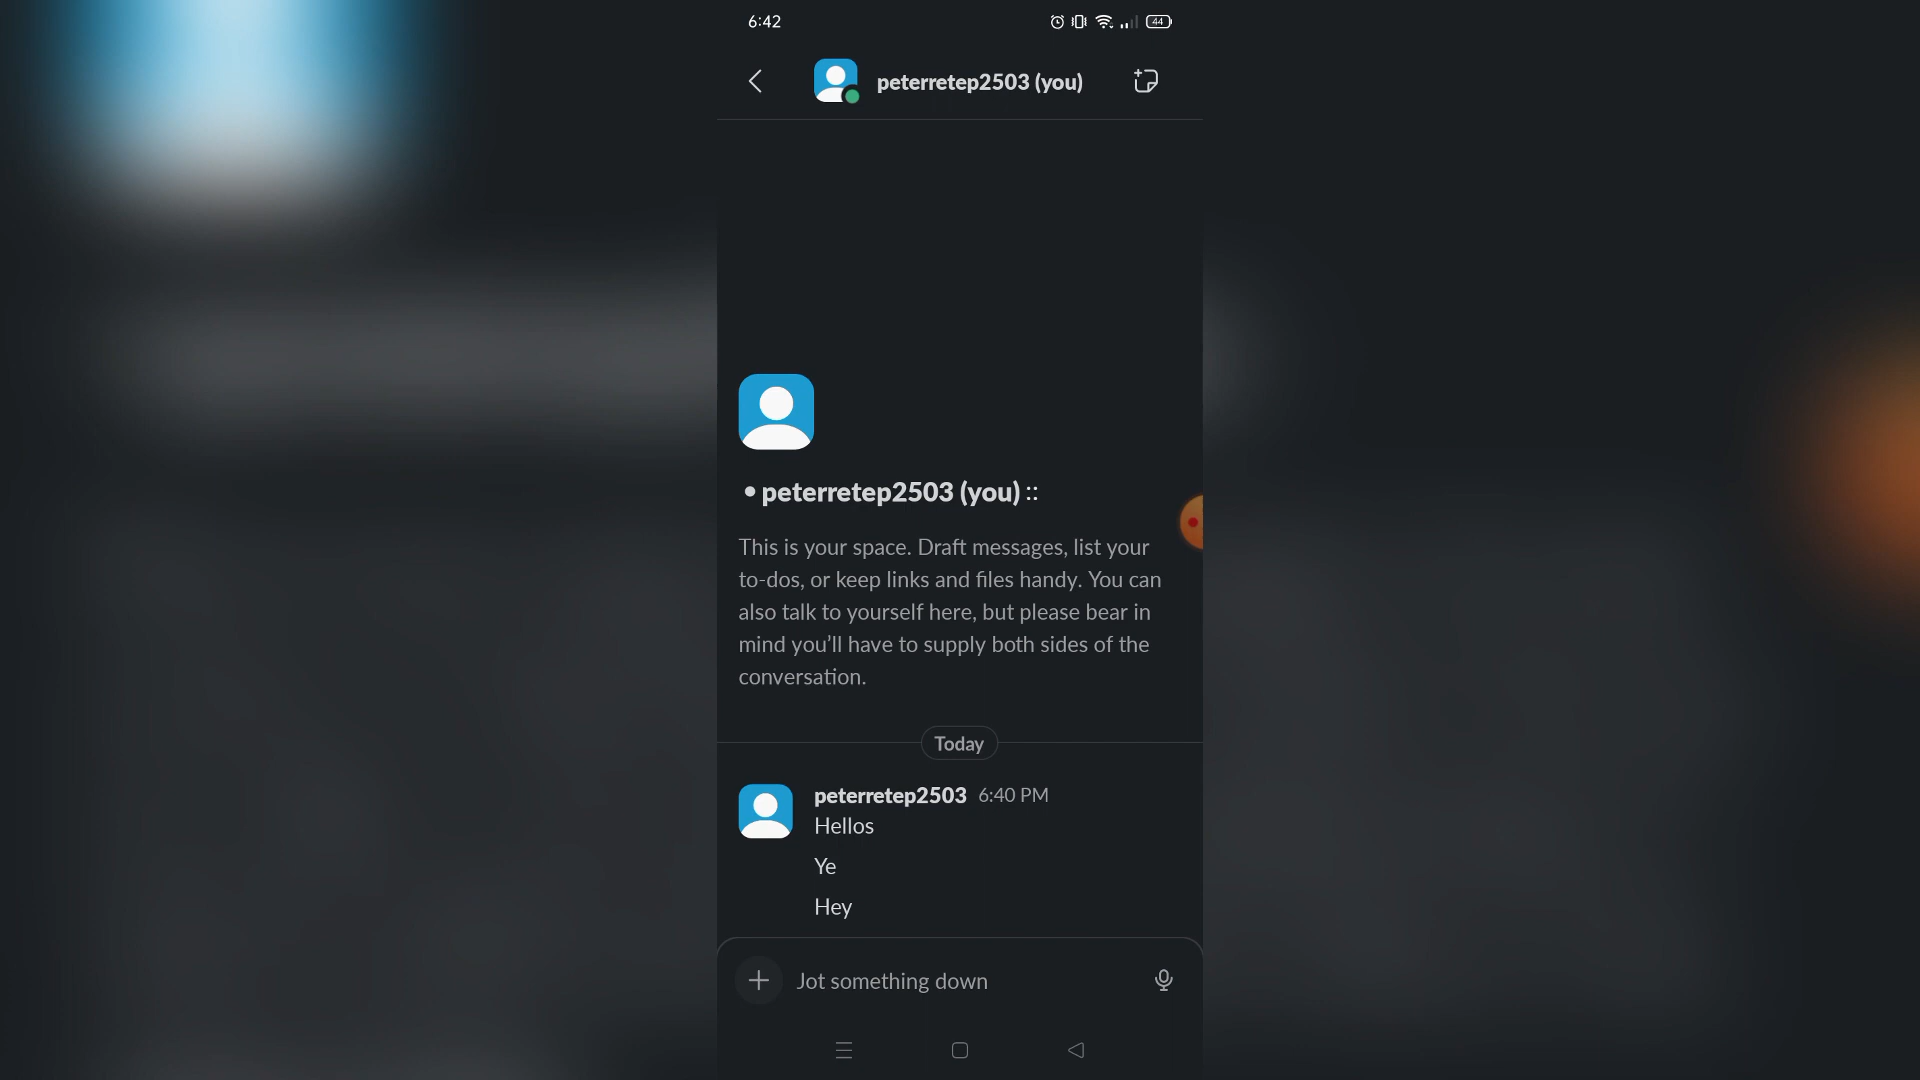 6:42
44
peterretep2503 (you)
peterretep2503 (you)
This is your space. Draft messages, list your
to-dos, or keep links and files handy. You can
also talk to yourself here, but please bear in
mind you’ll have to supply both sides of the
conversation.
Today
peterretep2503 6:40 PM
Hellos
Ye
Hey
Jot something down